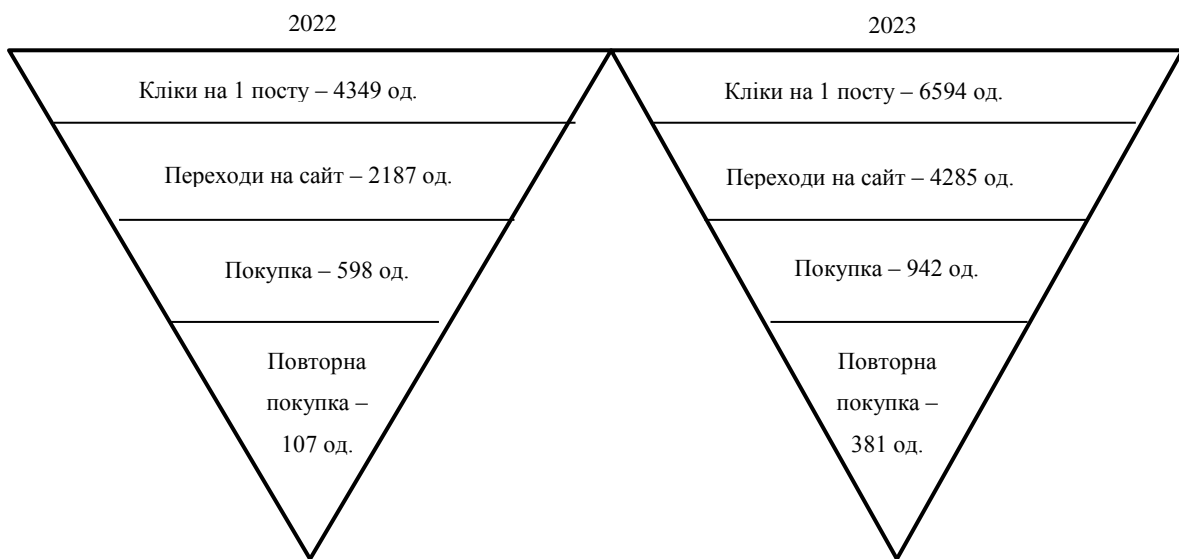 2022
Кліки на 1 посту – 4349 од.
Переходи на сайт – 2187 од.
Покупка – 598 од.
Повторна
покупка –
107 од.
2023
Кліки на 1 посту – 6594 од.
Переходи на сайт – 4285 од.
Покупка – 942 од.
Повторна
покупка –
381 од.